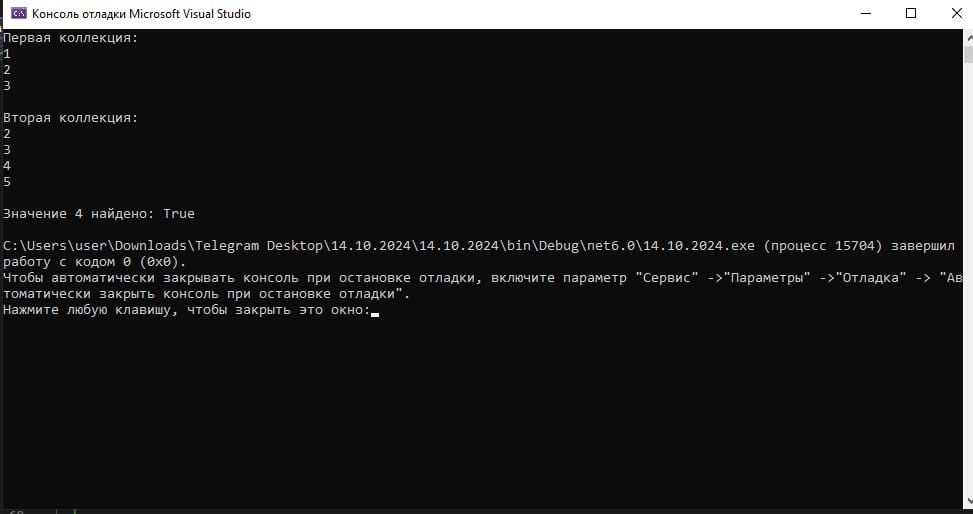 Консоль отладки Microsoft Visual Studio
Первая коллекция:
1
2
3
Вторая коллекция:
2
3
4
5
Значение 4 найдено: True
C:\Users\user\Downloads\Telegram Desktop\14.10.2024\14.10.2024\bin\Debug\net6.0\14.10.2024.exe (процесс 15704) завершил
работу с кодом 0 (0x0).
Чтобы автоматически закрывать консоль при остановке отладки, включите параметр "Сервис" ->"Параметры" ->"Отладка" -> "Ав
томатически закрыть консоль при остановке отладки".
Нажмите любую клавишу, чтобы закрыть это окно: